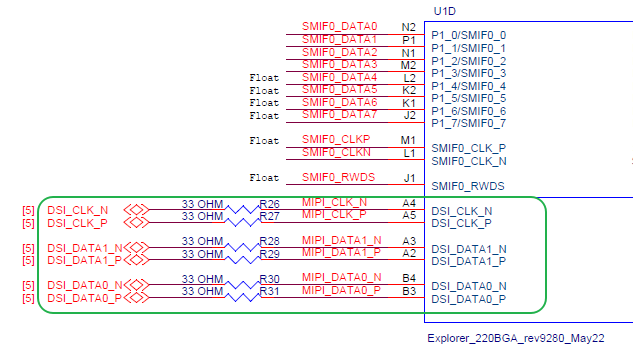 U1D
SMIF0_DATA0 N2 P1_0/SMIF0_0
SMIF0_DATA1 P1 P1_1/SMIF0_1
SMIF0_DATA2 N1 P1_2/SMIF0_2
SMIF0_DATA3 M2 P1_3/SMIF0_3
Float SMIF0_DATA4 L2 P1_4/SMIF0_4
SMIF0_DATA5 K2 P1_5/SMIF0_5
Float SMIF0_DATA6 K1 P1_6/SMIF0_6
Float SMIF0_DATA7 J2 P1_7/SMIF0_7
Float SMIF0_CLKP M1 SMIF0_CLK_P
SMIF0_CLKN L1 SMIF0_CLK_N
Float SMIF0_RWDS J1 SMIF0_RWDS
[5] DSI_CLK_N 33 OHM R26 MIPI_CLK_N A4 DSI_CLK_N
[5] DSI_CLK_P 33 OHM R27 MIPI_CLK_P A5 DSI_CLK_P
[5] DSI_DATA1_N 33 OHM R28 MIPI_DATA1_N A3 DSI_DATA1_N
[5] DSI_DATA1_P 33 OHM R29 MIPI_DATA1_P A2 DSI_DATA1_P
[5] DSI_DATA0_N 33 OHM R30 MIPI_DATA0_N B4 DSI_DATA0_N
[5] DSI_DATA0_P 33 OHM R31 MIPI_DATA0_P B3 DSI_DATA0_P
Explorer_220BGA_rev9280_May22